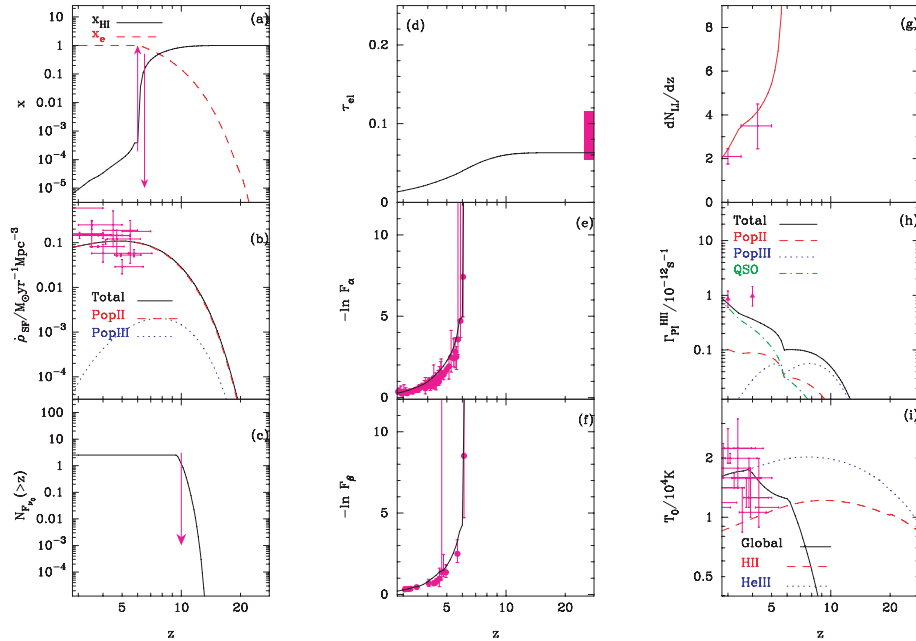 x_HI
x_e
(a)
x
1
0.1
0.01
10⁻³
10⁻⁴
10⁻⁵
(b)
ρ̇_SF/M⊙yr⁻¹Mpc⁻³
0.1
0.01
10⁻³
10⁻⁴
Total
PopII
PopIII
(c)
N_F_ν₀(>z)
100
10
1
0.1
0.01
10⁻³
10⁻⁴
5 10 20
z
(d)
τ_el
0.2
0.1
0
(e)
-ln F_α
10
5
0
(f)
-ln F_β
10
5
0
5 10 20
z
(g)
dN_LL/dz
8
6
4
2
0
(h)
Total
PopII
PopIII
QSO
Γ_PI^HII/10⁻¹²S⁻¹
10
1
0.1
(i)
T₀/10⁴K
2
1
0.5
Global
HII
HeIII
5 10 20
z